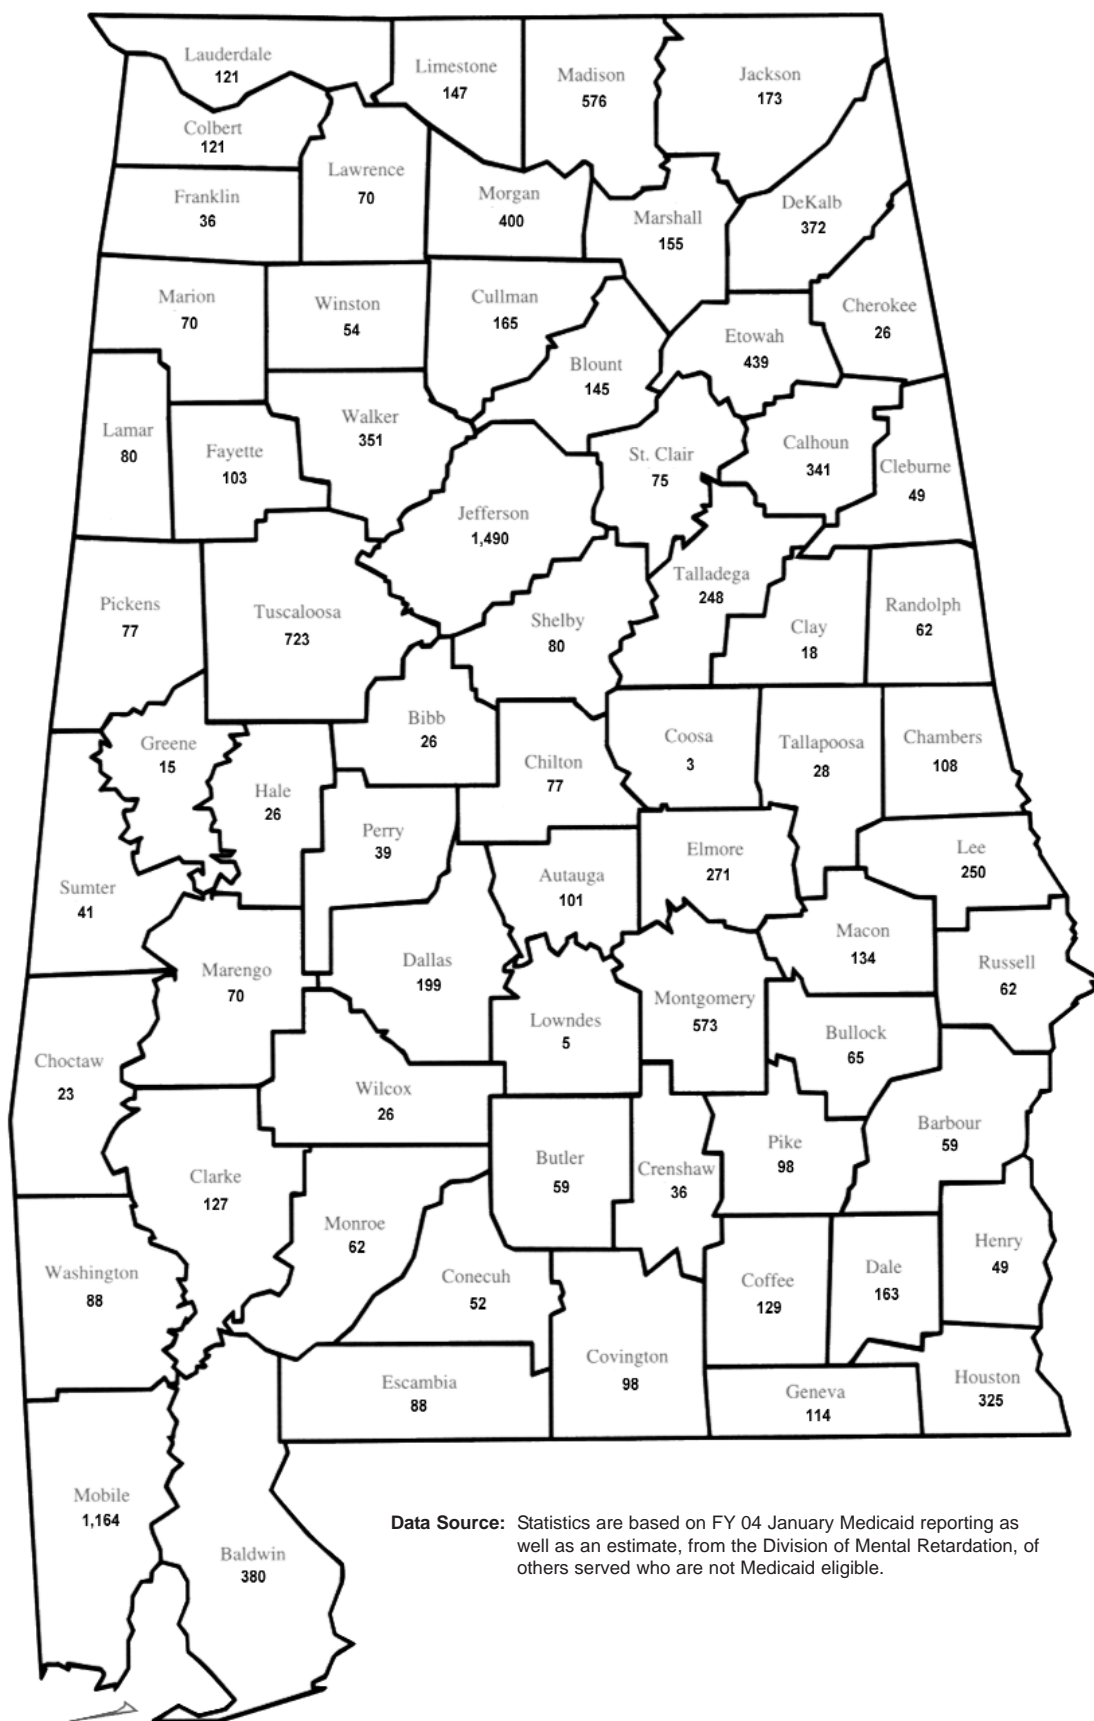 Lauderdale
121
Limestone
147
Madison
576
Jackson
173
Colbert
121
Lawrence
70
Franklin
36
Morgan
400
Marshall
155
DeKalb
372
Marion
70
Winston
54
Cullman
165
Cherokee
26
Blount
145
Etowah
439
Lamar
80
Fayette
103
Walker
351
St. Clair
75
Calhoun
341
Cleburne
49
Jefferson
1,490
Pickens
77
Tuscaloosa
723
Shelby
80
Talladega
248
Clay
18
Randolph
62
Greene
15
Hale
26
Bibb
26
Chilton
77
Coosa
3
Tallapoosa
28
Chambers
108
Sumter
41
Perry
39
Autauga
101
Elmore
271
Lee
250
Marengo
70
Dallas
199
Lowndes
5
Montgomery
573
Macon
134
Russell
62
Bullock
65
Choctaw
23
Wilcox
26
Clarke
127
Butler
59
Crenshaw
36
Pike
98
Barbour
59
Washington
88
Monroe
62
Conecuh
52
Coffee
129
Dale
163
Henry
49
Escambia
88
Covington
98
Geneva
114
Houston
325
Mobile
1,164
Baldwin
380
Data Source: Statistics are based on FY 04 January Medicaid reporting as
well as an estimate, from the Division of Mental Retardation, of
others served who are not Medicaid eligible.